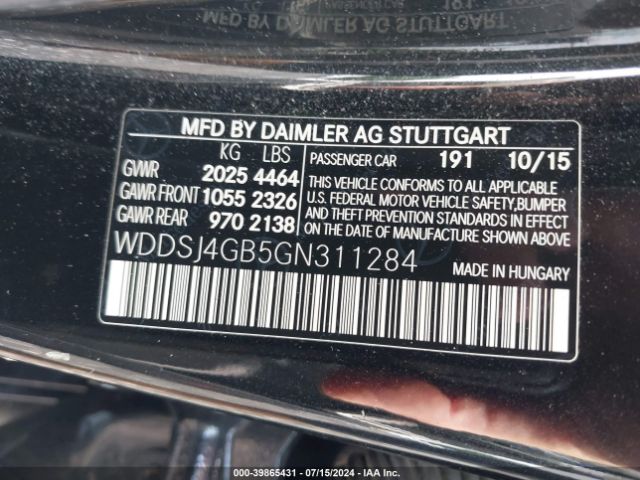 MFD BY DAIMLER AG STUTTGART
KG LBS
GVWR 2025 4464
GAWR FRONT 1055 2326
GAWR REAR 970 2138
PASSENGER CAR 191 10/15
THIS VEHICLE CONFORMS TO ALL APPLICABLE
U.S. FEDERAL MOTOR VEHICLE SAFETY,BUMPER
AND THEFT PREVENTION STANDARDS IN EFFECT
ON THE DATE OF MANUFACTURE SHOWN ABOVE.
WDDSJ4GB5GN311284
MADE IN HUNGARY
000-39865431 - 07/15/2024 - IAA Inc.